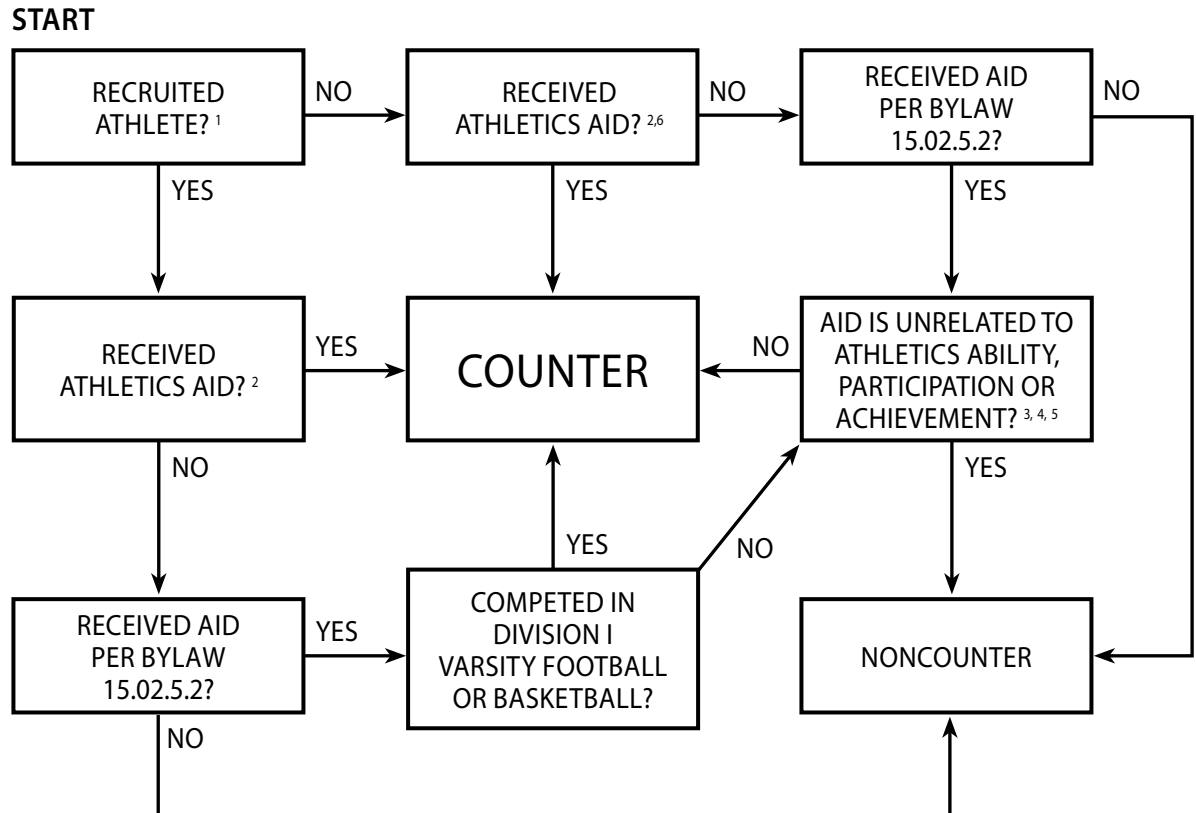 START
RECRUITED
ATHLETE? 1
NO
RECEIVED
ATHLETICS AID? 2,6
NO
RECEIVED AID
PER BYLAW
15.02.5.2?
NO
YES
YES
YES
RECEIVED
ATHLETICS AID? 2
YES
COUNTER
NO
AID IS UNRELATED TO
ATHLETICS ABILITY,
PARTICIPATION OR
ACHIEVEMENT? 3, 4, 5
NO
YES
NO
YES
RECEIVED AID
PER BYLAW
15.02.5.2?
YES
COMPETED IN
DIVISION I
VARSITY FOOTBALL
OR BASKETBALL?
NONCOUNTER
NO